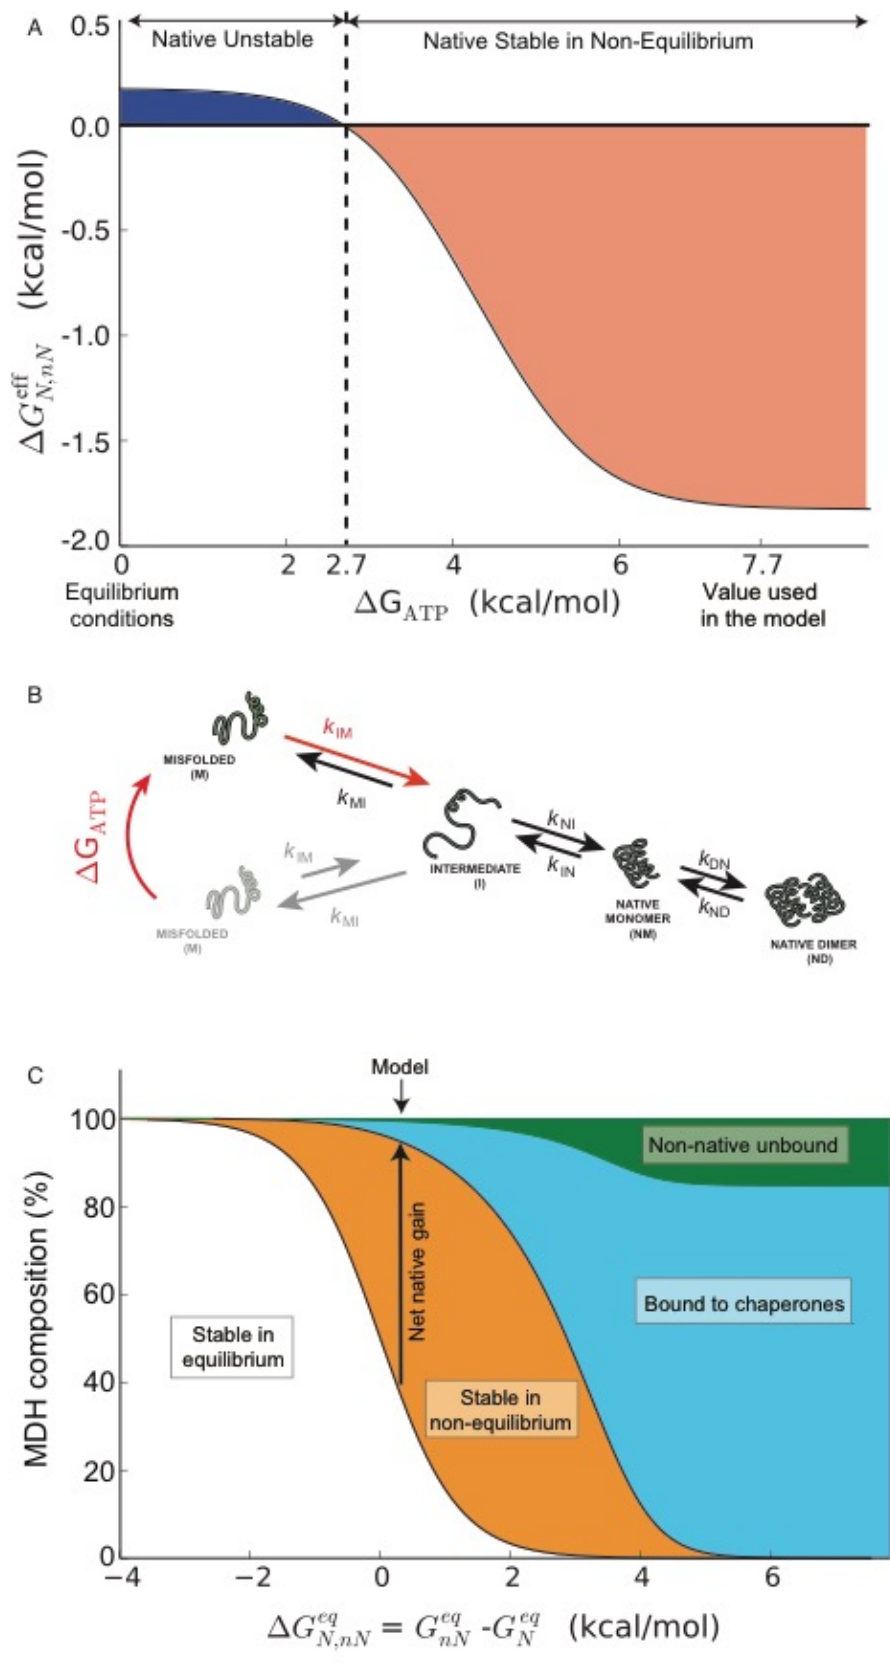 A
Native Unstable
Native Stable in Non-Equilibrium
0.5
0.0
-0.5
-1.0
-1.5
-2.0
ΔG^eff_N,nN (kcal/mol)
0 2 2.7 4 6 7.7
Equilibrium
conditions
ΔG_ATP (kcal/mol)
Value used
in the model
B
MISFOLDED
(M)
k_IM
k_MI
ΔG_ATP
k_IM
k_MI
MISFOLDED
(M)
INTERMEDIATE
(I)
k_NI
k_IN
NATIVE
MONOMER
(NM)
k_DN
k_ND
NATIVE DIMER
(ND)
C
Model
100
80
60
40
20
0
MDH composition (%)
Non-native unbound
Net native gain
Bound to chaperones
Stable in
equilibrium
Stable in
non-equilibrium
−4 −2 0 2 4 6
ΔG^eq_N,nN = G^eq_nN -G^eq_N (kcal/mol)